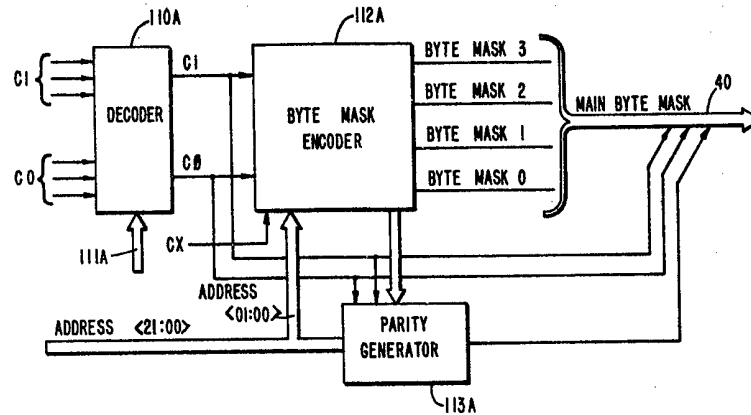 110A
112A
C1
DECODER
C1
BYTE MASK
ENCODER
BYTE MASK 3
BYTE MASK 2
BYTE MASK 1
BYTE MASK 0
MAIN BYTE MASK
40
C0
CØ
111A
CX
ADDRESS
<01:00>
ADDRESS <21:00>
PARITY
GENERATOR
113A